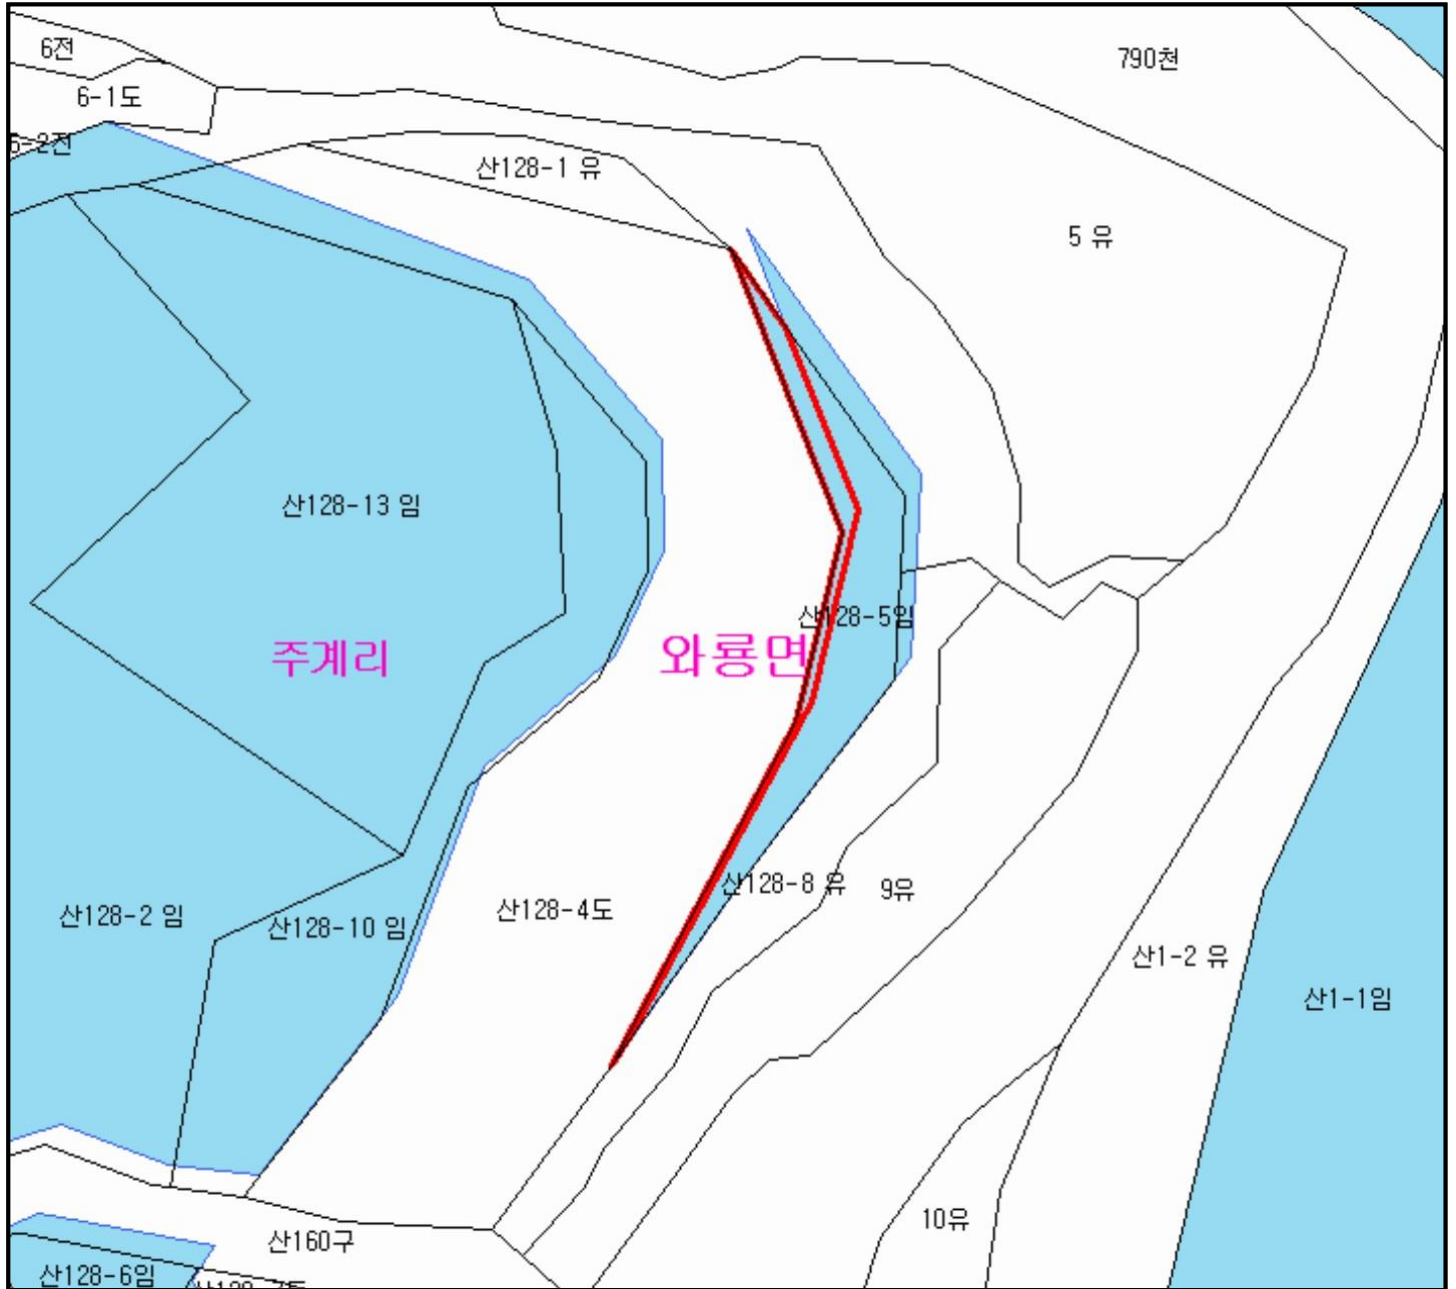 6전
790천
6-1도
산128-1 유
5 유
산128-13 임
산128-5임
주계리
와룡면
산128-8 유
9유
산128-2 임
산128-10 임
산128-4도
산1-2 유
산1-1임
10유
산160구
산128-6임